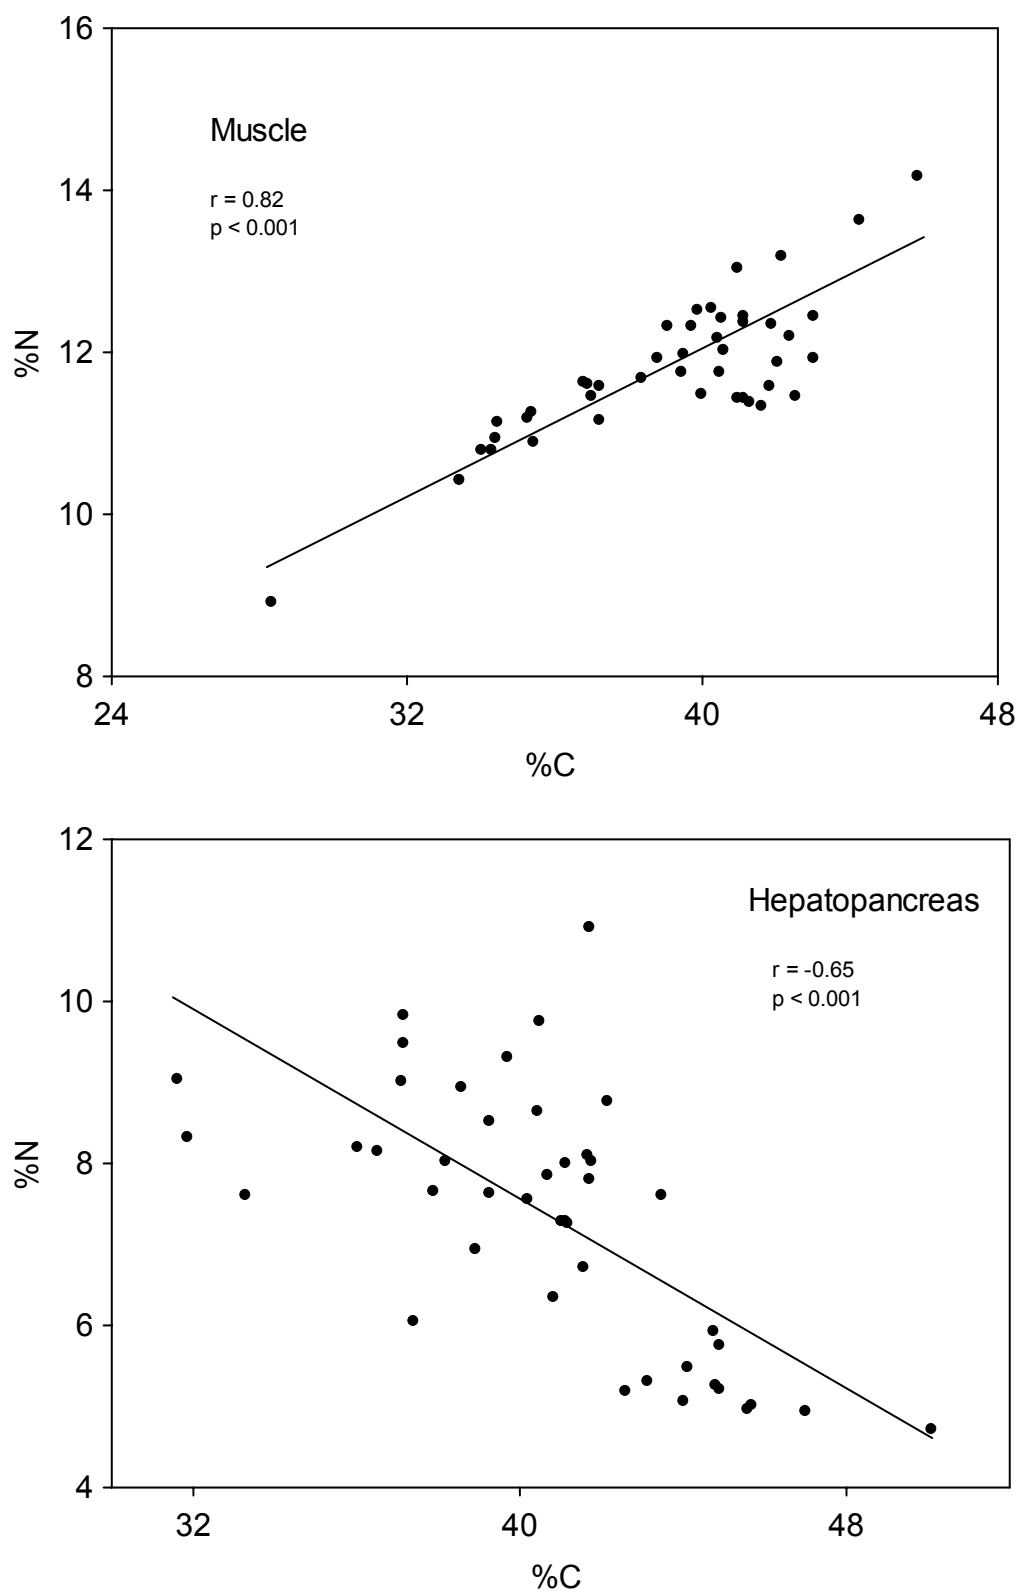 16
Muscle
14
r = 0.82
p < 0.001
%N
12
10
8
24 32 40 48
%C
12
Hepatopancreas
r = -0.65
p < 0.001
10
%N
8
6
4
32 40 48
%C